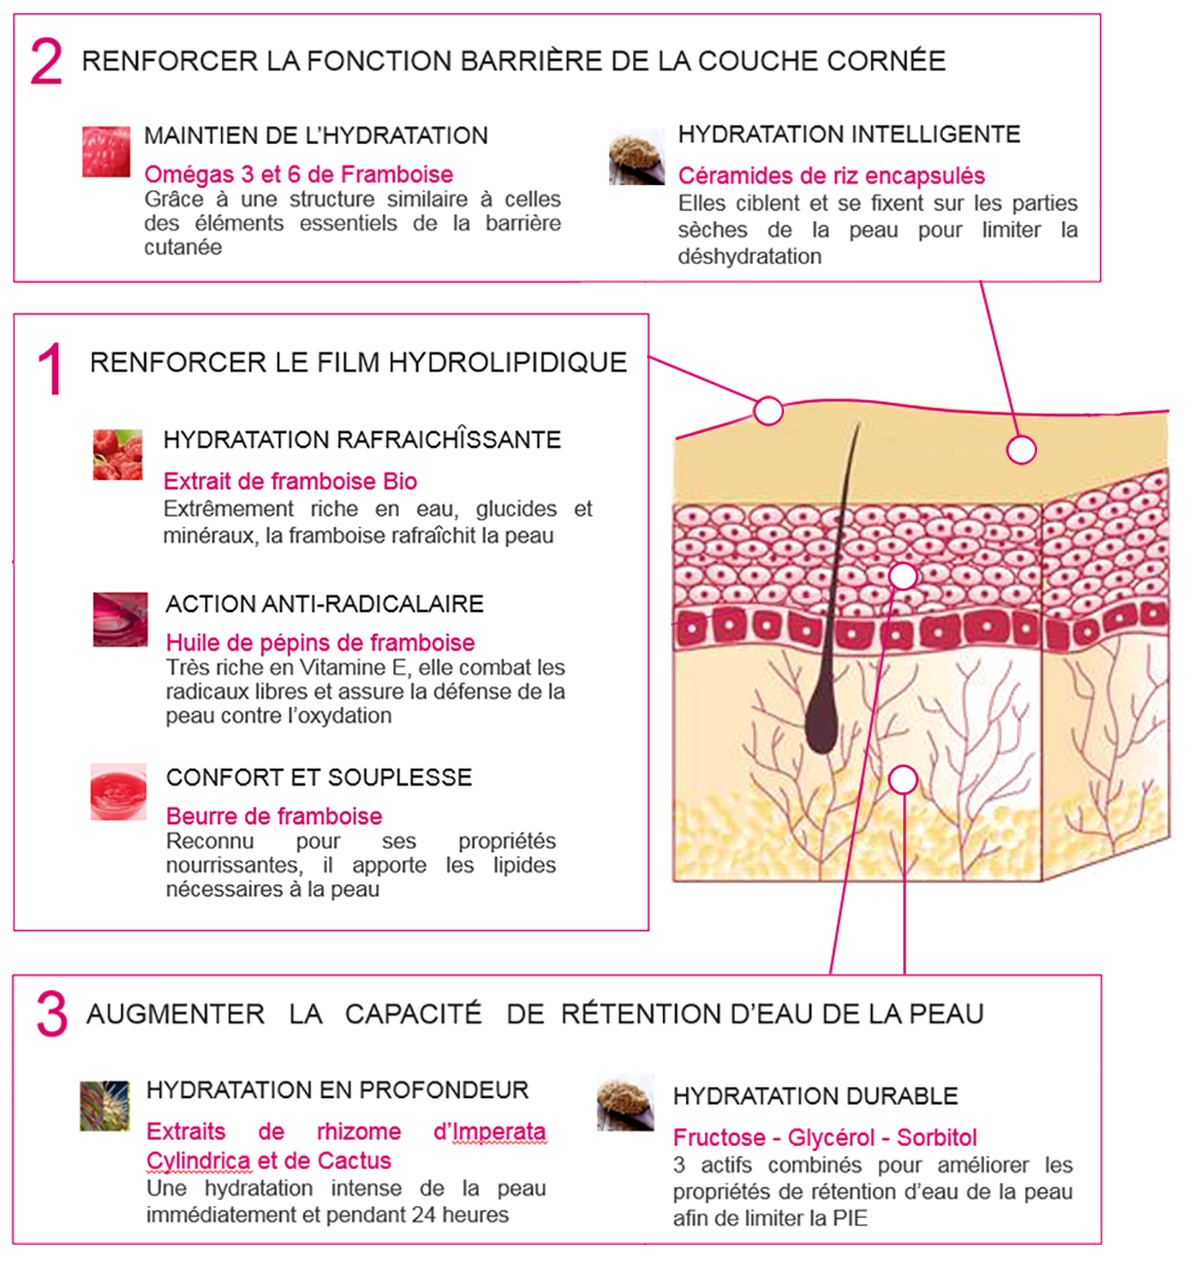 2 RENFORCER LA FONCTION BARRIÈRE DE LA COUCHE CORNÉE
MAINTIEN DE L'HYDRATATION
Omégas 3 et 6 de Framboise
Grâce à une structure similaire à celles
des éléments essentiels de la barrière
cutanée
HYDRATATION INTELLIGENTE
Céramides de riz encapsulés
Elles ciblent et se fixent sur les parties
sèches de la peau pour limiter la
déshydratation
1 RENFORCER LE FILM HYDROLIPIDIQUE
HYDRATATION RAFRAICHÎSSANTE
Extrait de framboise Bio
Extrêmement riche en eau, glucides et
minéraux, la framboise rafraîchit la peau
ACTION ANTI-RADICALAIRE
Huile de pépins de framboise
Très riche en Vitamine E, elle combat les
radicaux libres et assure la défense de la
peau contre l'oxydation
CONFORT ET SOUPLESSE
Beurre de framboise
Reconnu pour ses propriétés
nourrissantes, il apporte les lipides
nécessaires à la peau
3 AUGMENTER LA CAPACITÉ DE RÉTENTION D'EAU DE LA PEAU
HYDRATATION EN PROFONDEUR
Extraits de rhizome d'Imperata
Cylindrica et de Cactus
Une hydratation intense de la peau
immédiatement et pendant 24 heures
HYDRATATION DURABLE
Fructose - Glycérol - Sorbitol
3 actifs combinés pour améliorer les
propriétés de rétention d'eau de la peau
afin de limiter la PIE